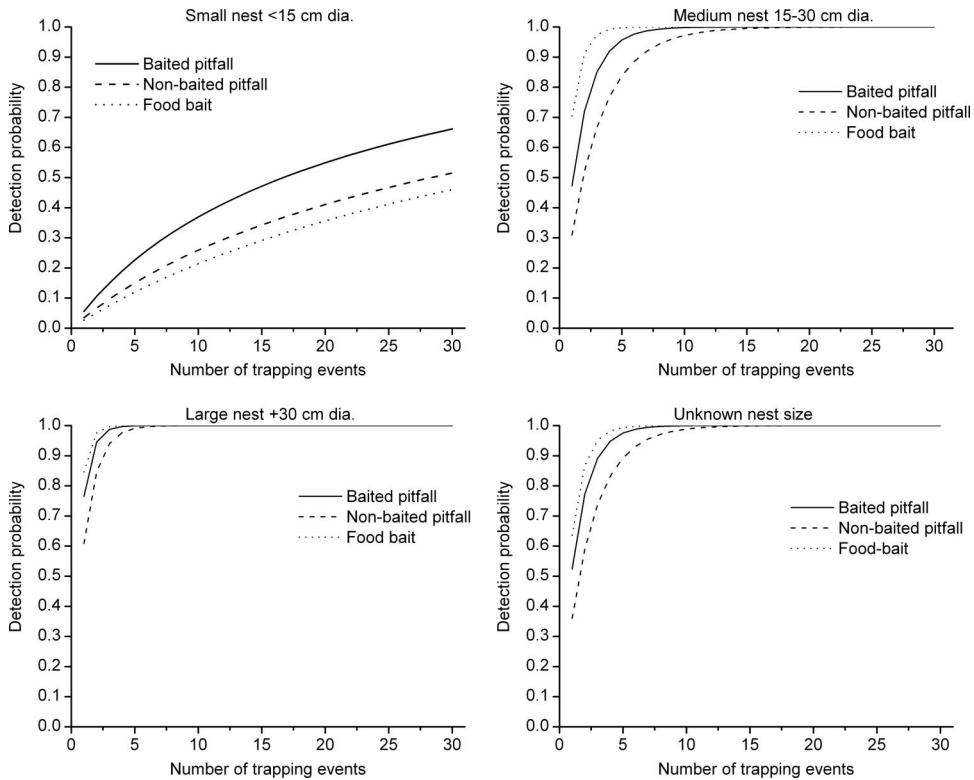 Small nest <15 cm dia.
1.0
0.9
0.8
0.7
0.6
0.5
0.4
0.3
0.2
0.1
0.0
Detection probability
Baited pitfall
Non-baited pitfall
Food bait
0 5 10 15 20 25 30
Number of trapping events
Medium nest 15-30 cm dia.
1.0
0.9
0.8
0.7
0.6
0.5
0.4
0.3
0.2
0.1
0.0
Detection probability
Baited pitfall
Non-baited pitfall
Food bait
0 5 10 15 20 25 30
Number of trapping events
Large nest +30 cm dia.
1.0
0.9
0.8
0.7
0.6
0.5
0.4
0.3
0.2
0.1
0.0
Detection probability
Baited pitfall
Non-baited pitfall
Food bait
0 5 10 15 20 25 30
Number of trapping events
Unknown nest size
1.0
0.9
0.8
0.7
0.6
0.5
0.4
0.3
0.2
0.1
0.0
Detection probability
Baited pitfall
Non-baited pitfall
Food-bait
0 5 10 15 20 25 30
Number of trapping events